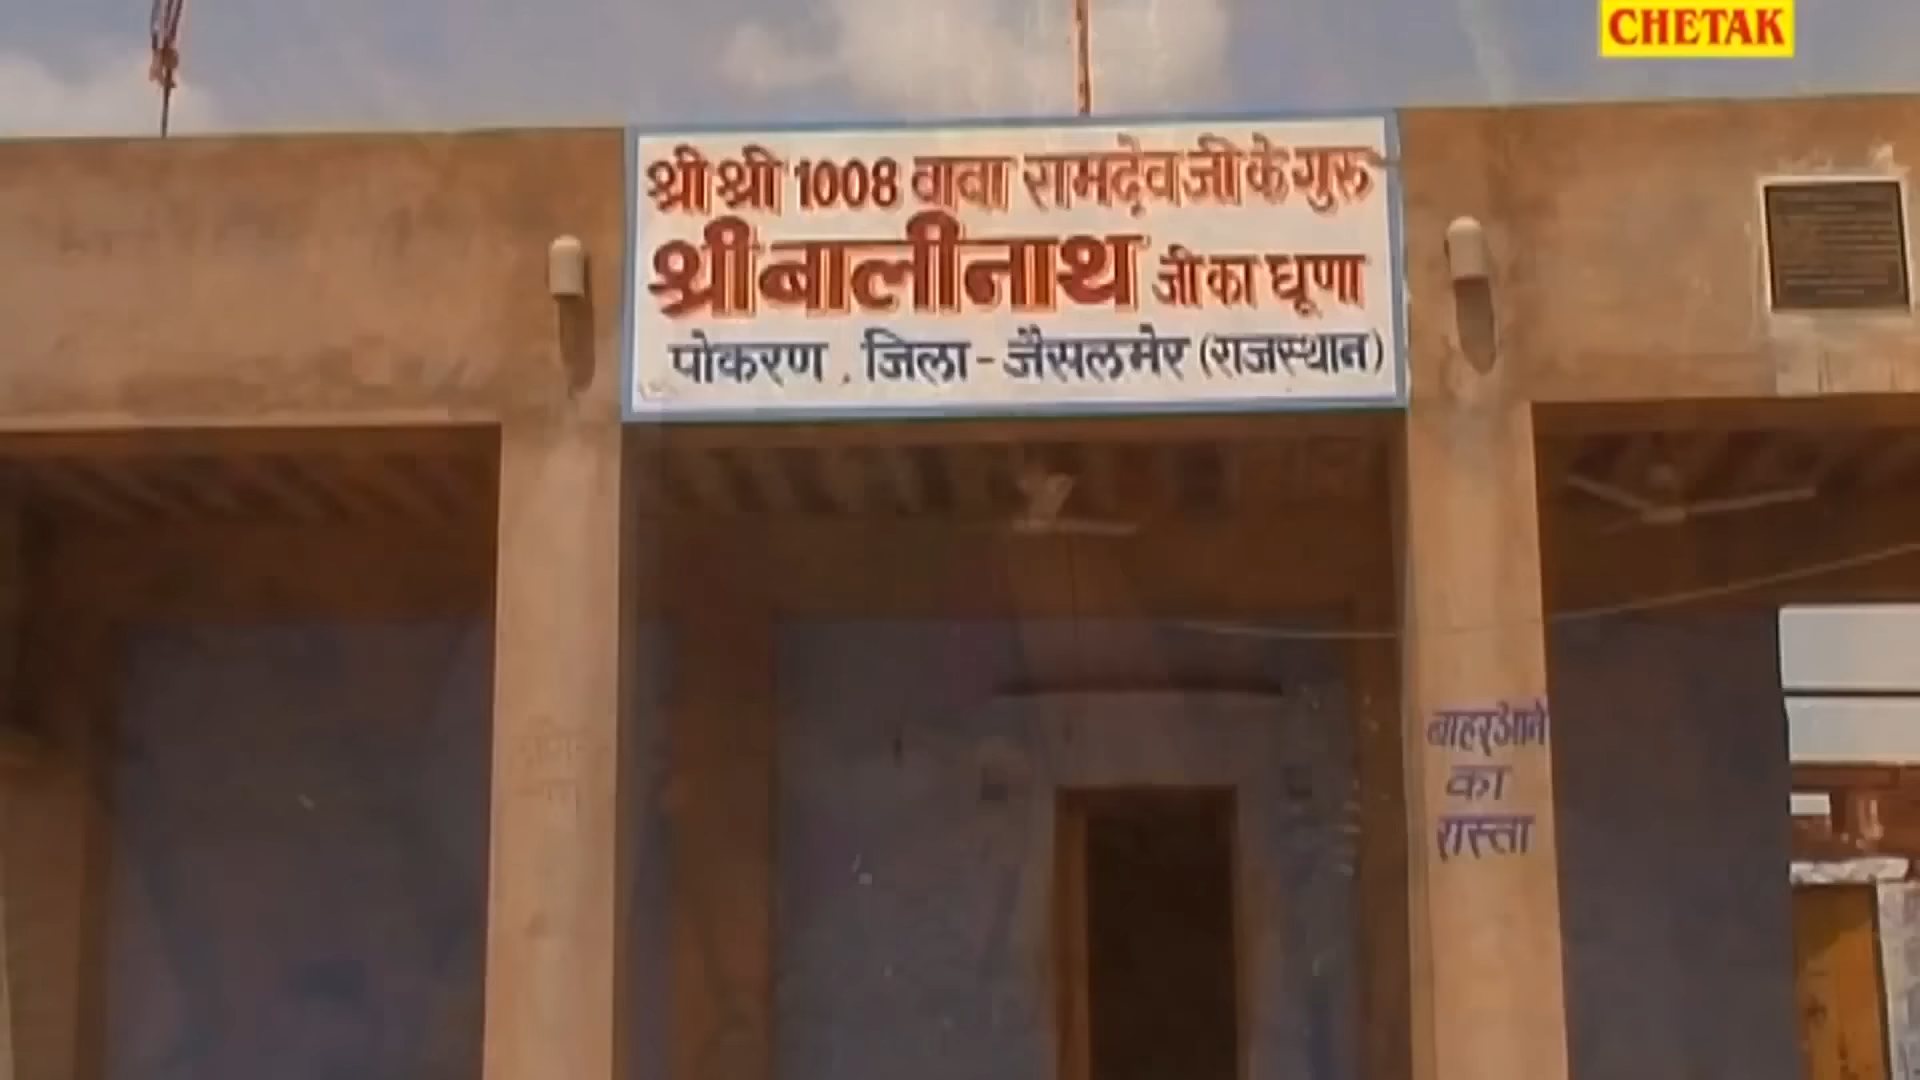 CHETAK
श्री श्री 1008 वावा रामदेव जी के गुरु
श्री बालीनाथ जी का धूणा
पोकरण , जिला - जैसलमेर (राजस्थान)
बाहर आने
का
रास्ता